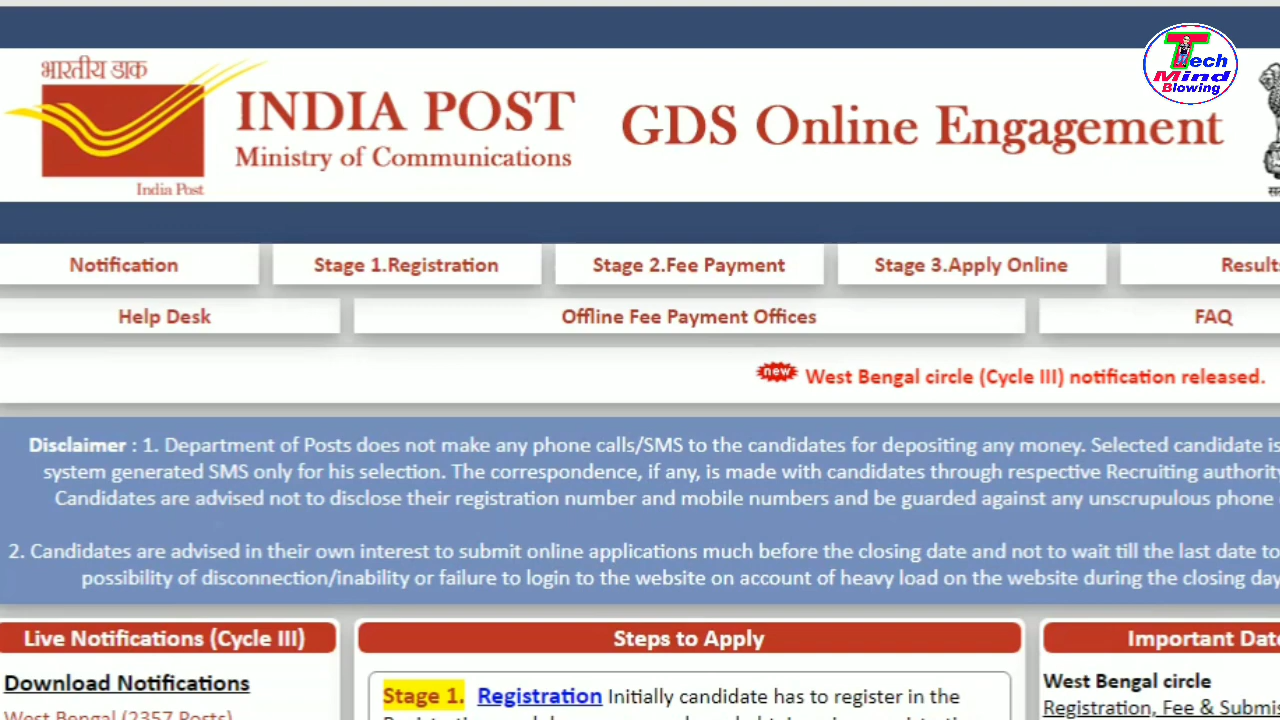 भारतीय डाक
India Post
INDIA POST
Ministry of Communications
GDS Online Engagement
Tech
Mind
Blowing
Notification
Stage 1.Registration
Stage 2.Fee Payment
Stage 3.Apply Online
Results
Help Desk
Offline Fee Payment Offices
FAQ
new West Bengal circle (Cycle III) notification released.
Disclaimer : 1. Department of Posts does not make any phone calls/SMS to the candidates for depositing any money. Selected candidate is
system generated SMS only for his selection. The correspondence, if any, is made with candidates through respective Recruiting authority
Candidates are advised not to disclose their registration number and mobile numbers and be guarded against any unscrupulous phone
2. Candidates are advised in their own interest to submit online applications much before the closing date and not to wait till the last date to
possibility of disconnection/inability or failure to login to the website on account of heavy load on the website during the closing day
Live Notifications (Cycle III)
Download Notifications
West Bengal (2357 Posts)
Steps to Apply
Stage 1. Registration Initially candidate has to register in the
Important Date
West Bengal circle
Registration, Fee & Submis